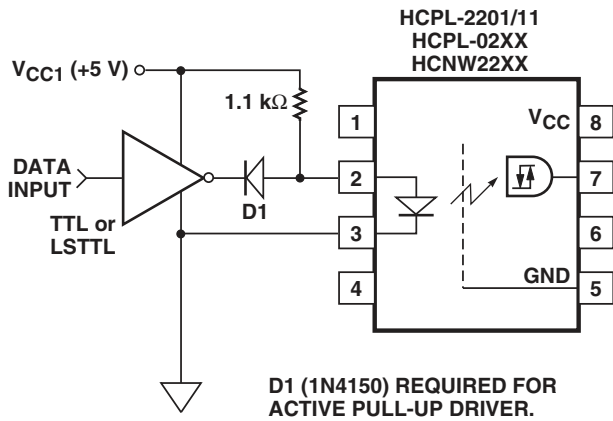 HCPL-2201/11
HCPL-02XX
HCNW22XX
VCC1 (+5 V)
1.1 kΩ
1
VCC
8
DATA
INPUT
D1
2
7
TTL or
LSTTL
3
6
4
GND
5
D1 (1N4150) REQUIRED FOR
ACTIVE PULL-UP DRIVER.